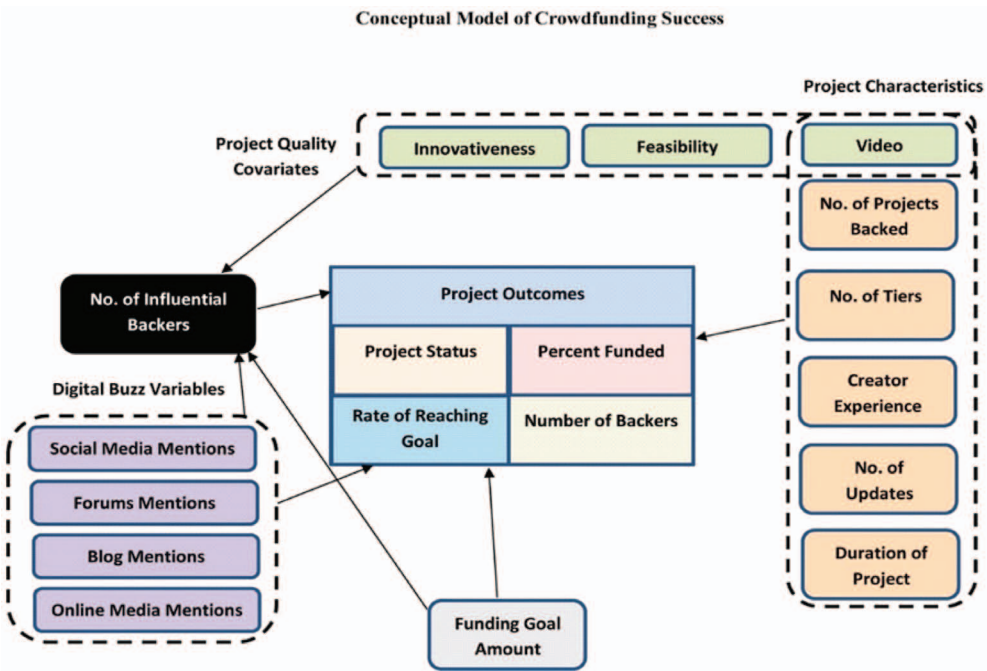 Conceptual Model of Crowdfunding Success
Project Characteristics
Project Quality
Covariates
Innovativeness
Feasibility
Video
No. of Projects
Backed
No. of Tiers
Creator
Experience
No. of
Updates
Duration of
Project
No. of Influential
Backers
Project Outcomes
Project Status
Percent Funded
Rate of Reaching
Goal
Number of Backers
Digital Buzz Variables
Social Media Mentions
Forums Mentions
Blog Mentions
Online Media Mentions
Funding Goal
Amount